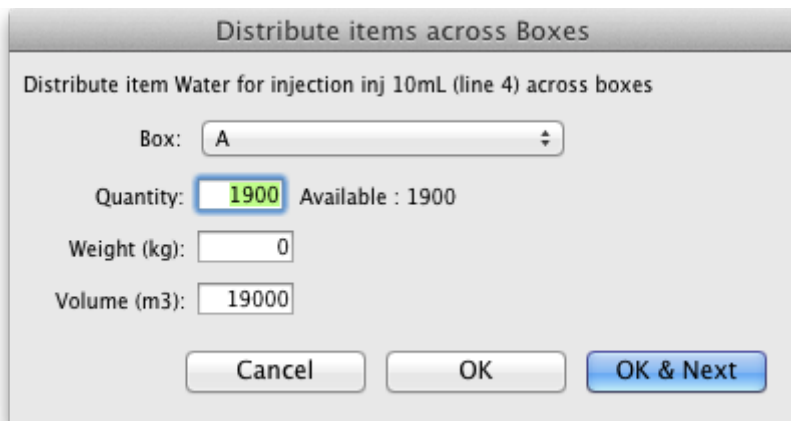 Distribute items across Boxes
Distribute item Water for injection inj 10mL (line 4) across boxes
Box: A
Quantity: 1900 Available : 1900
Weight (kg): 0
Volume (m3): 19000
Cancel OK OK & Next